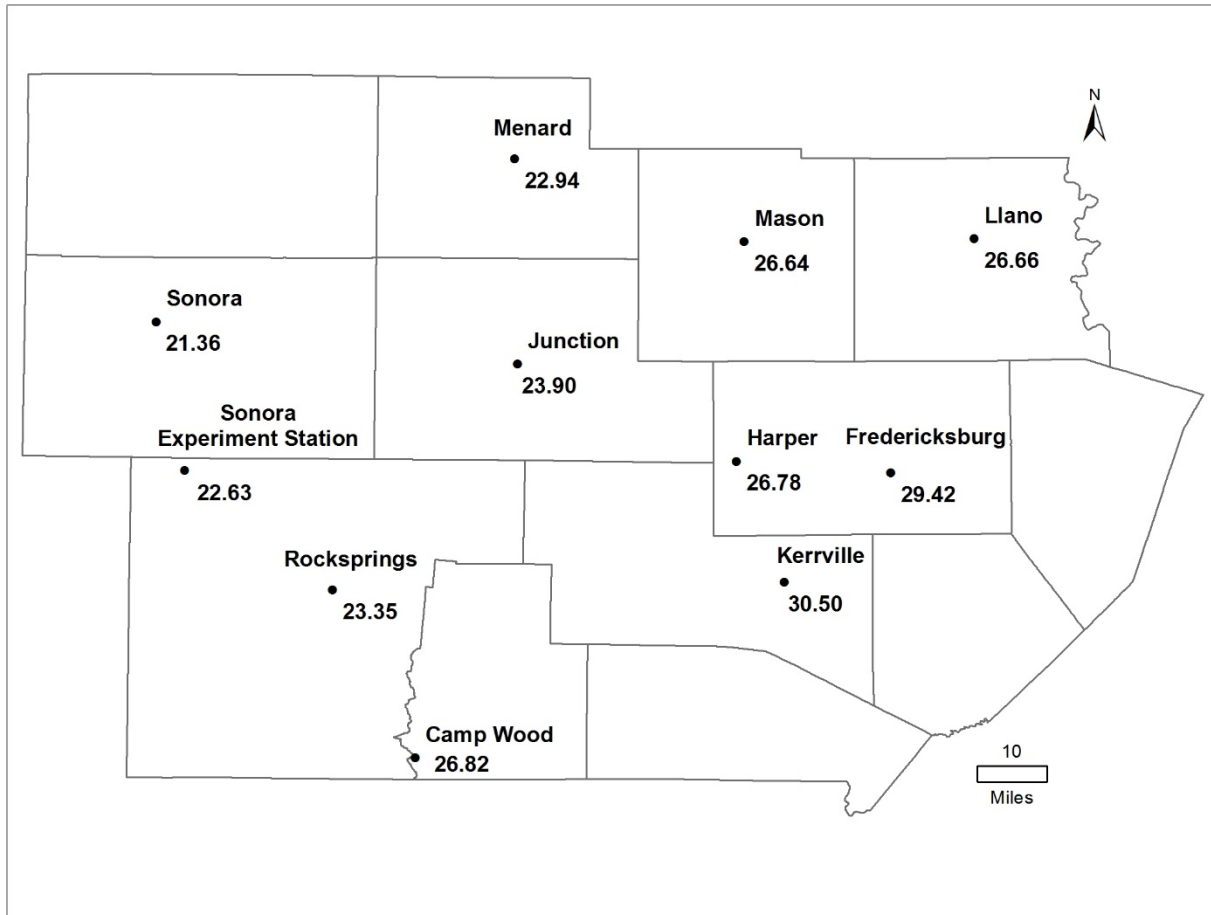 N
Menard
22.94
Mason
26.64
Llano
26.66
Sonora
21.36
Junction
23.90
Sonora
Experiment Station
22.63
Harper
26.78
Fredericksburg
29.42
Rocksprings
23.35
Kerrville
30.50
Camp Wood
26.82
10
Miles